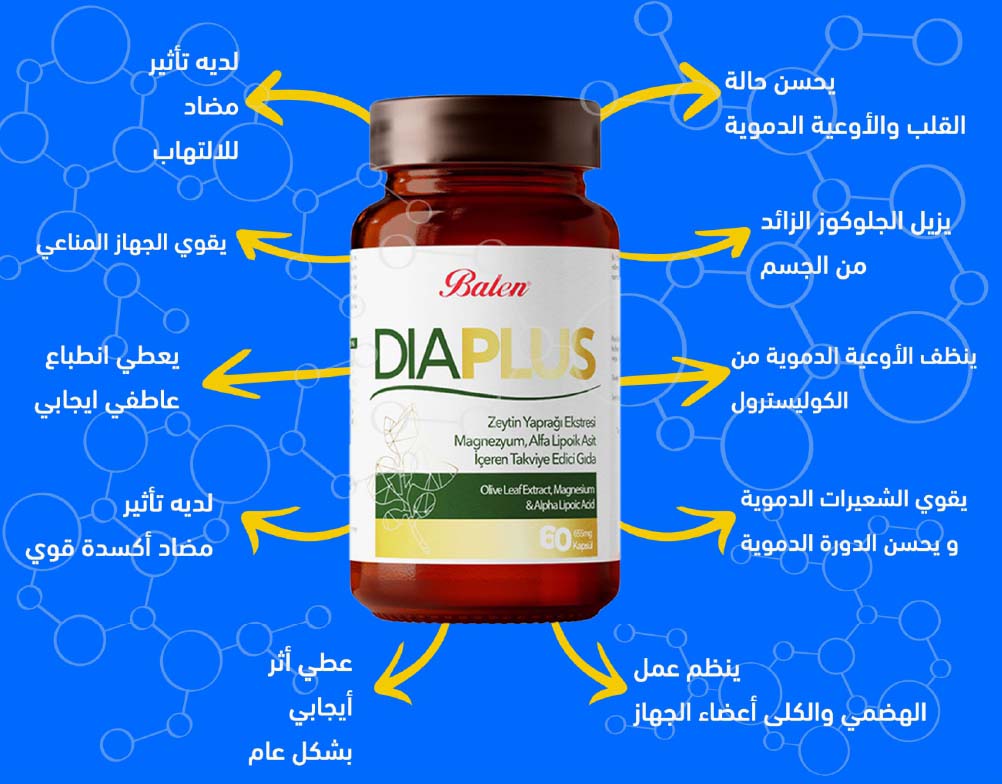 لديه تأثير
مضاد
للالتهاب
يحسن حالة
القلب والأوعية الدموية
يقوي الجهاز المناعي
يزيل الجلوكوز الزائد
من الجسم
يعطي انطباع
عاطفي ايجابي
ينظف الأوعية الدموية من
الكوليسترول
لديه تأثير
مضاد أكسدة قوي
يقوي الشعيرات الدموية
و يحسن الدورة الدموية
عطي أثر
أيجابي
بشكل عام
ينظم عمل
الهضمي والكلى أعضاء الجهاز
Balen
DIAPLUS
Zeytin Yaprağı Ekstresi
Magnezyum, Alfa Lipoik Asit
İçeren Takviye Edici Gıda
Olive Leaf Extract, Magnesium
& Alpha Lipoic Acid
60 655mg
Kapsül